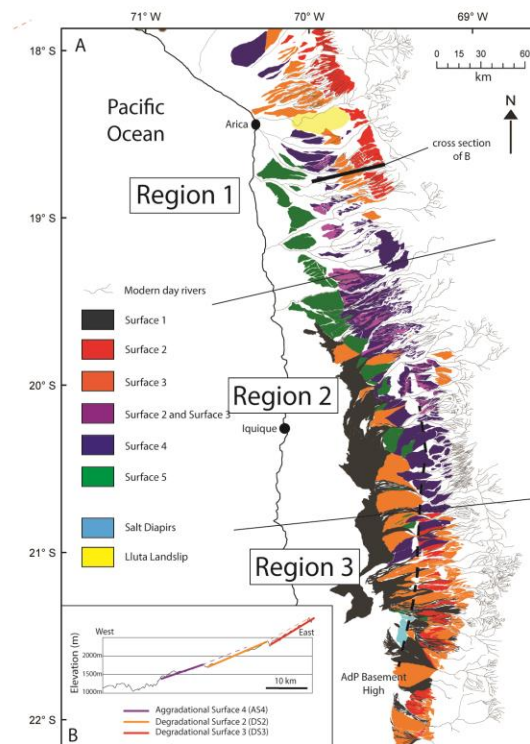 A
70° W
69° W
18° S
0 15 30 60
km
N
Pacific
Ocean
Arica
cross section
of B
Region 1
19° S
Modern day rivers
Surface 1
Surface 2
Surface 3
Surface 2 and Surface 3
Surface 4
Surface 5
Salt Diapirs
Lluta Landslip
20° S
Region 2
Iquique
21° S
Region 3
AdP Basement
High
22° S
West
East
Elevation (m)
2000m
1500m
1000m
10 km
Aggradational Surface 4 (AS4)
Degradational Surface 2 (DS2)
Degradational Surface 3 (DS3)
B